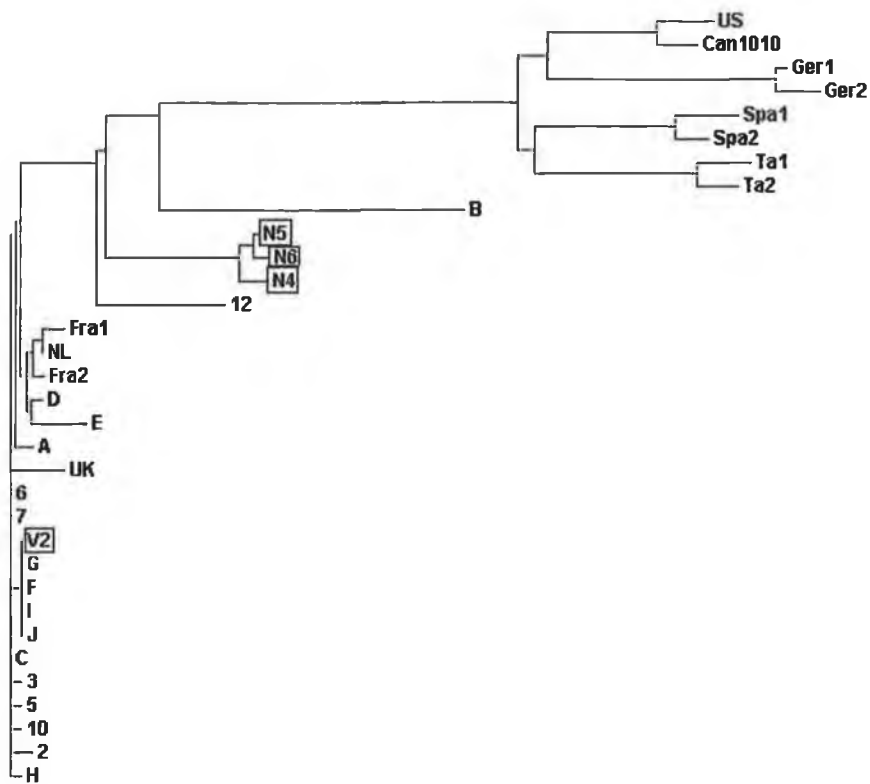 US
Can1010
Ger1
Ger2
Spa1
Spa2
Ta1
Ta2
B
N5
N6
N4
12
Fra1
NL
Fra2
D
E
A
UK
6
7
V2
G
F
I
J
C
3
5
10
2
H